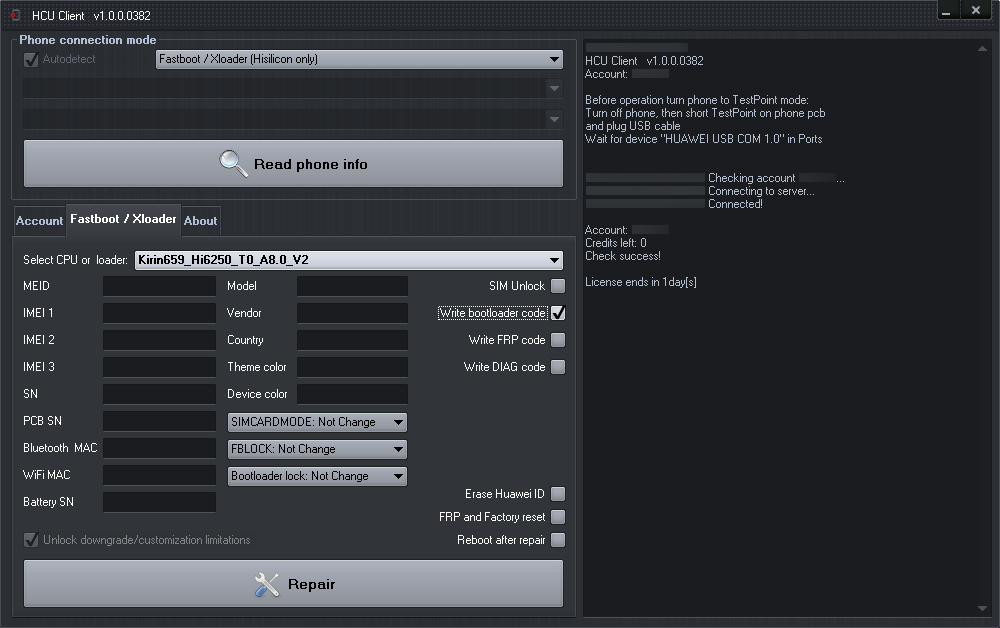 HCU Client v1.0.0.0382
Phone connection mode
Autodetect
Fastboot / Xloader (Hisilicon only)
Read phone info
Account
Fastboot / Xloader
About
Select CPU or loader:
Kirin659_Hi6250_T0_A8.0_V2
MEID
Model
SIM Unlock
IMEI 1
Vendor
Write bootloader code
IMEI 2
Country
Write FRP code
IMEI 3
Theme color
Write DIAG code
SN
Device color
PCB SN
SIMCARDMODE: Not Change
Bluetooth MAC
FBLOCK: Not Change
WiFi MAC
Bootloader lock: Not Change
Battery SN
Erase Huawei ID
FRP and Factory reset
Unlock downgrade/customization limitations
Reboot after repair
Repair
HCU Client v1.0.0.0382
Account:
Before operation turn phone to TestPoint mode:
Turn off phone, then short TestPoint on phone pcb
and plug USB cable
Wait for device "HUAWEI USB COM 1.0" in Ports
Checking account ...
Connecting to server...
Connected!
Account:
Credits left: 0
Check success!
License ends in 1day[s]